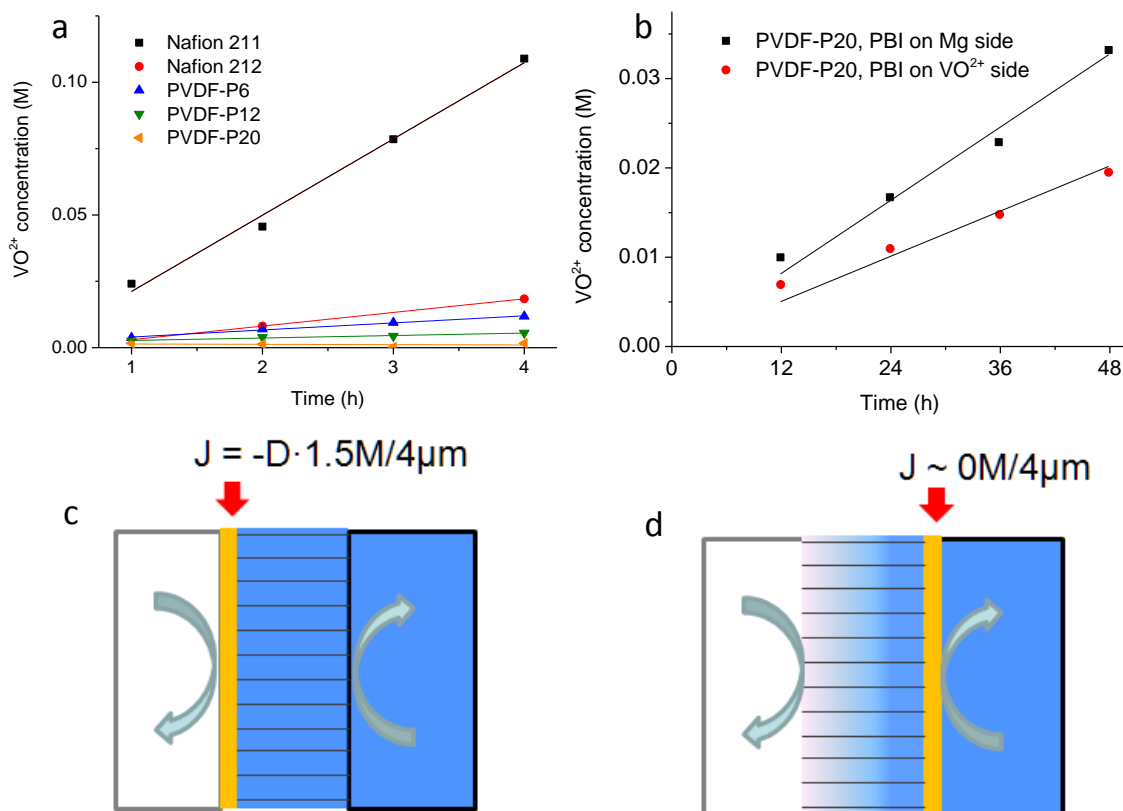 a
Nafion 211
Nafion 212
PVDF-P6
PVDF-P12
PVDF-P20
0.10
0.05
0.00
VO²⁺ concentration (M)
1 2 3 4
Time (h)
b
PVDF-P20, PBI on Mg side
PVDF-P20, PBI on VO²⁺ side
0.03
0.02
0.01
0.00
VO²⁺ concentration (M)
0 12 24 36 48
Time (h)
J = -D·1.5M/4µm
c
J ~ 0M/4µm
d